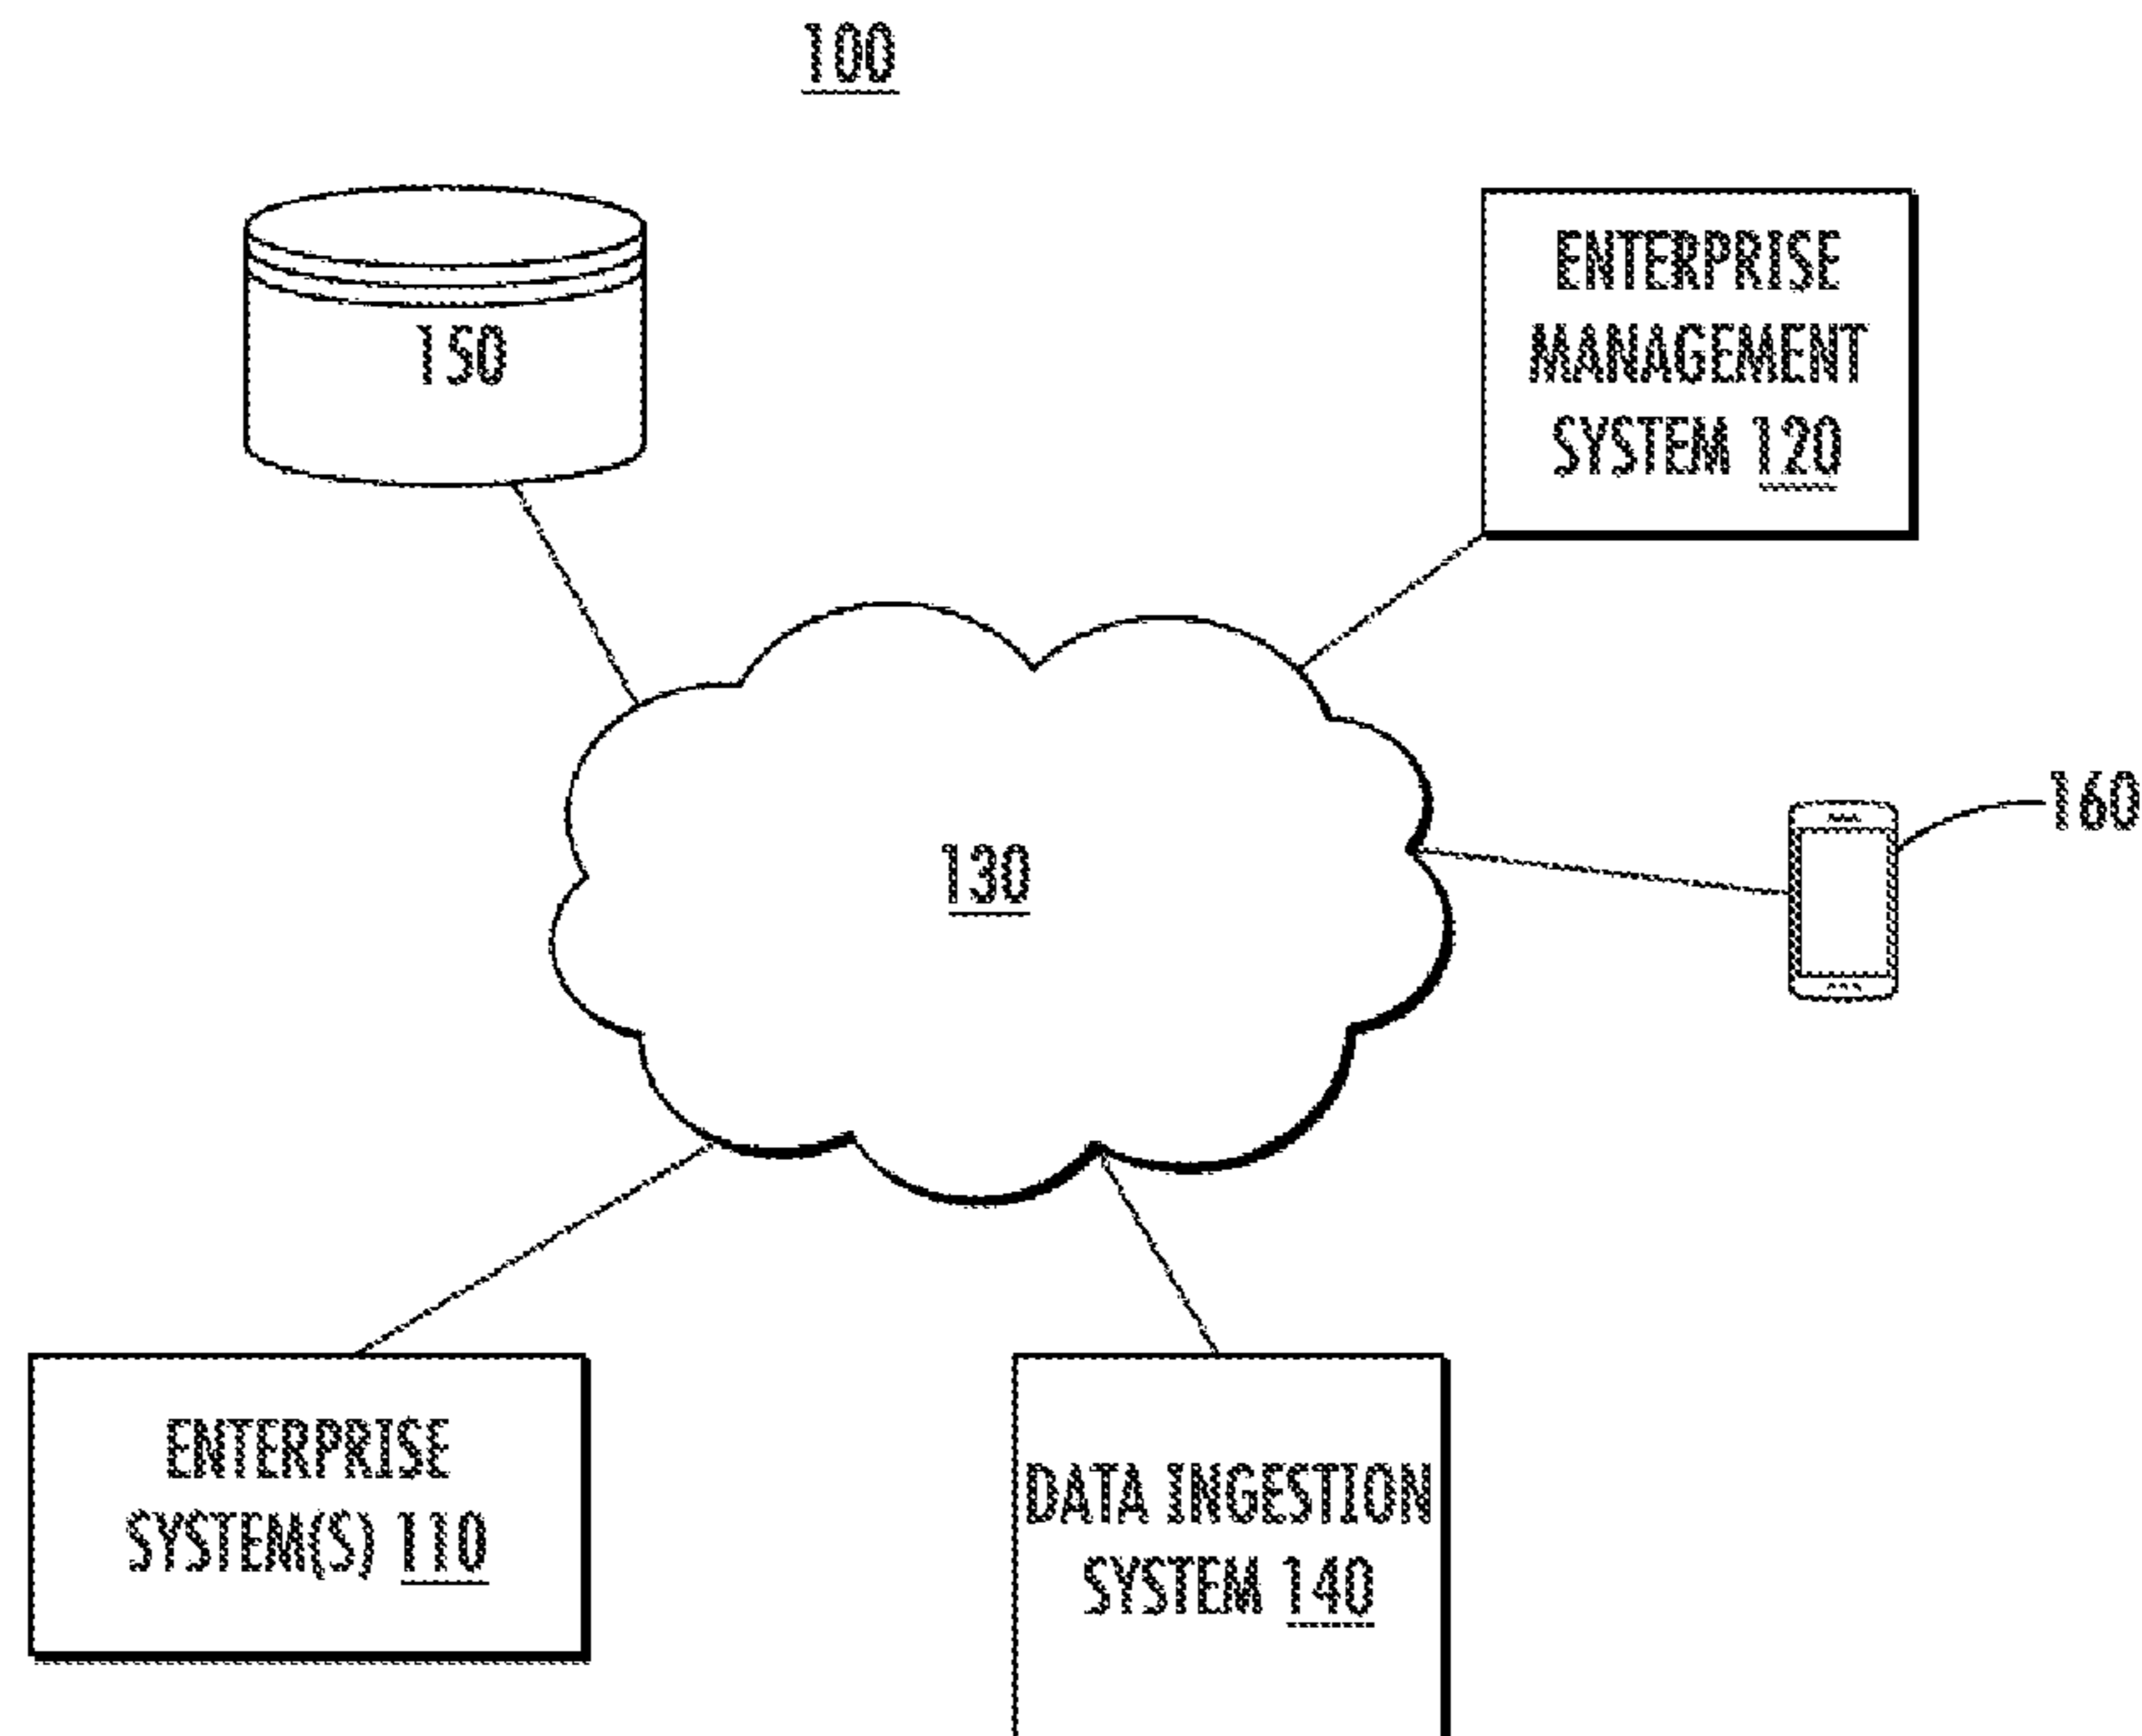 100
150
ENTERPRISE
MANAGEMENT
SYSTEM 120
130
160
ENTERPRISE
SYSTEM(S) 110
DATA INGESTION
SYSTEM 140